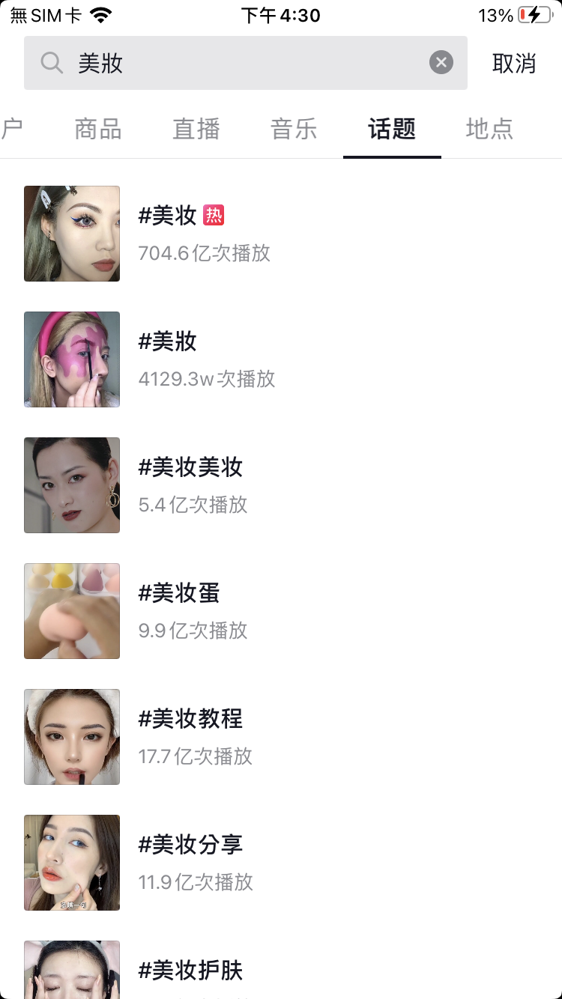 無SIM卡 下午4:30 13%
美妝 取消
户 商品 直播 音乐 话题 地点
#美妆 热
704.6亿次播放
#美妝
4129.3w次播放
#美妆美妆
5.4亿次播放
#美妆蛋
9.9亿次播放
#美妆教程
17.7亿次播放
#美妆分享
11.9亿次播放
#美妆护肤